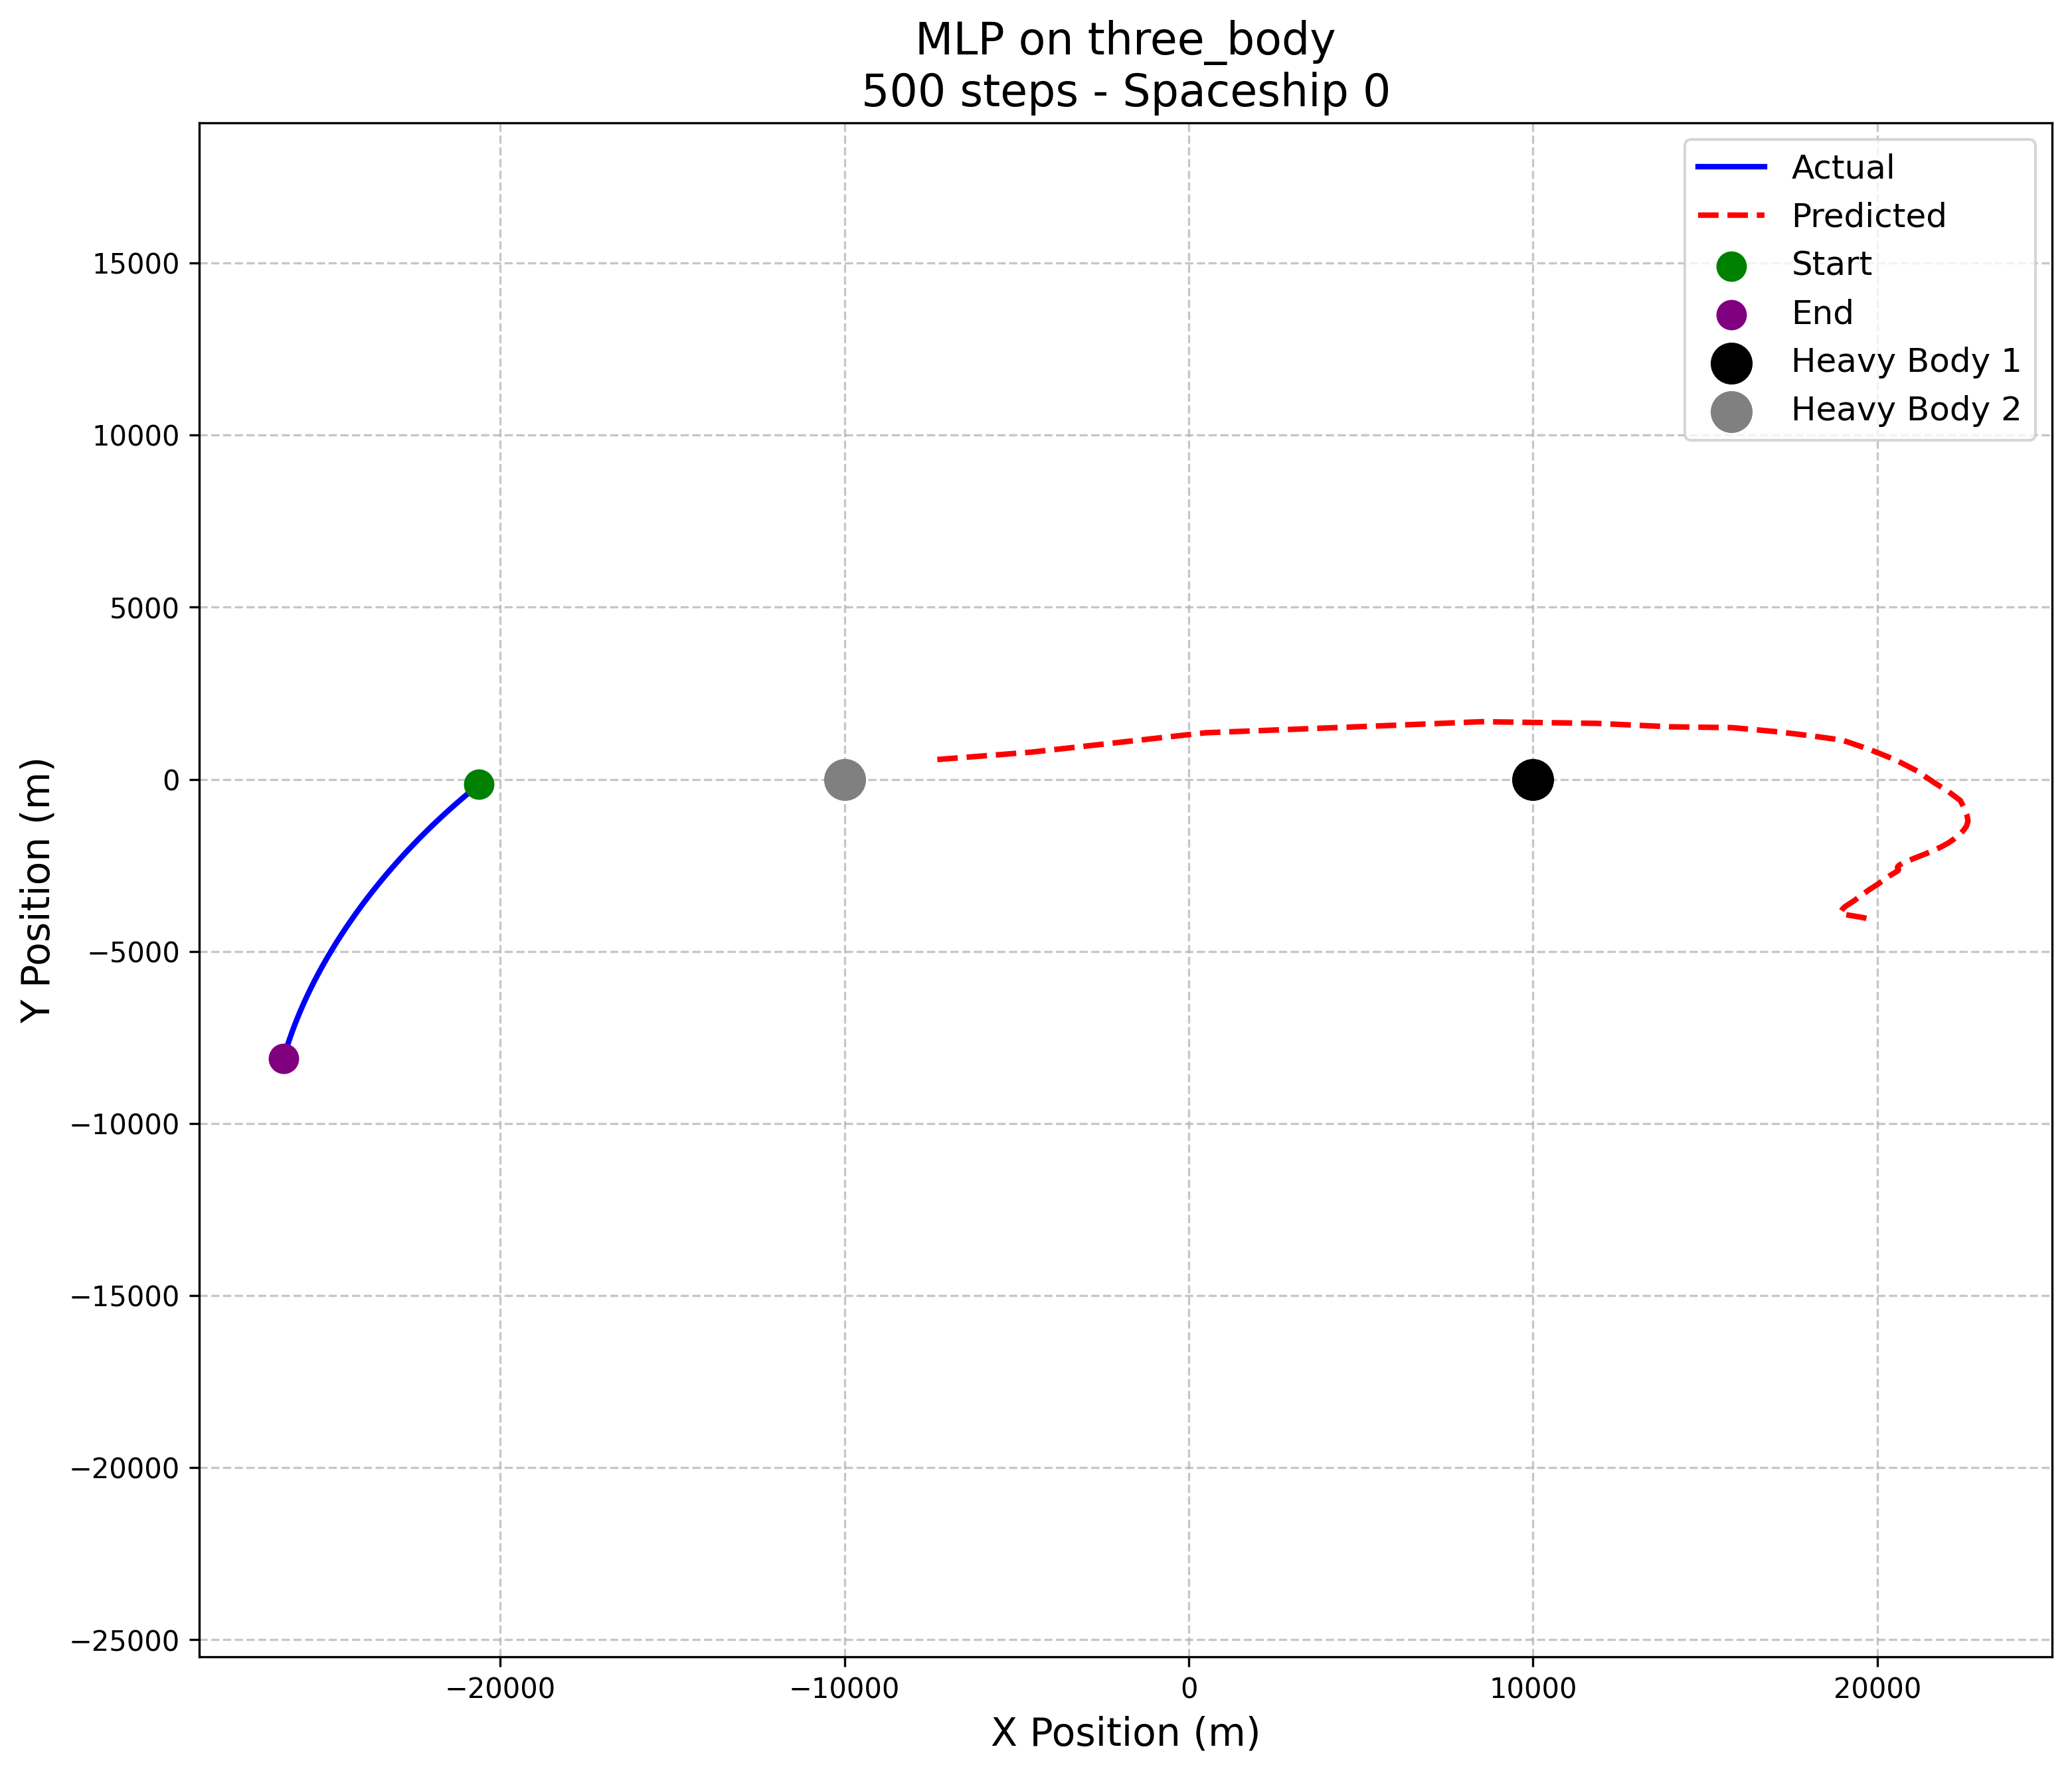 MLP on three_body
500 steps - Spaceship 0
Actual
Predicted
Start
End
Heavy Body 1
Heavy Body 2
15000
10000
5000
0
−5000
−10000
−15000
−20000
−25000
Y Position (m)
−20000
−10000
0
10000
20000
X Position (m)